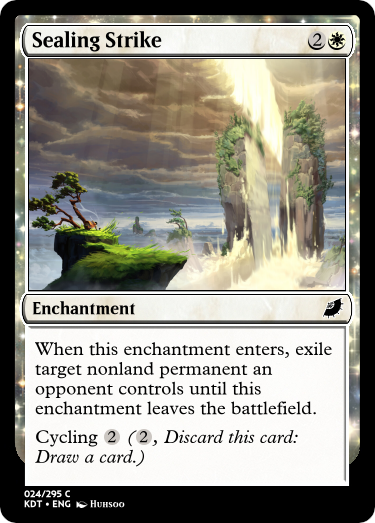 Sealing Strike 2
Enchantment
When this enchantment enters, exile
target nonland permanent an
opponent controls until this
enchantment leaves the battlefield.
Cycling 2 (2, Discard this card:
Draw a card.)
024/295 C
KDT • ENG Huhsoo